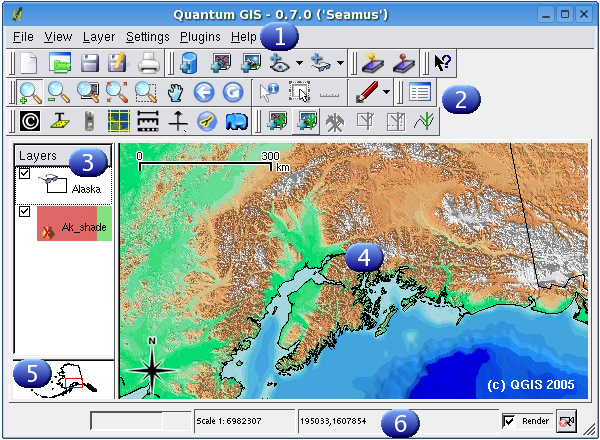 Quantum GIS - 0.7.0 ('Seamus')
File View Layer Settings Plugins Help 1
2
Layers 3
Alaska
Ak_shade
0 300
km
4
N
5
(c) QGIS 2005
Scale 1: 6982307 195033,1607854 6 Render